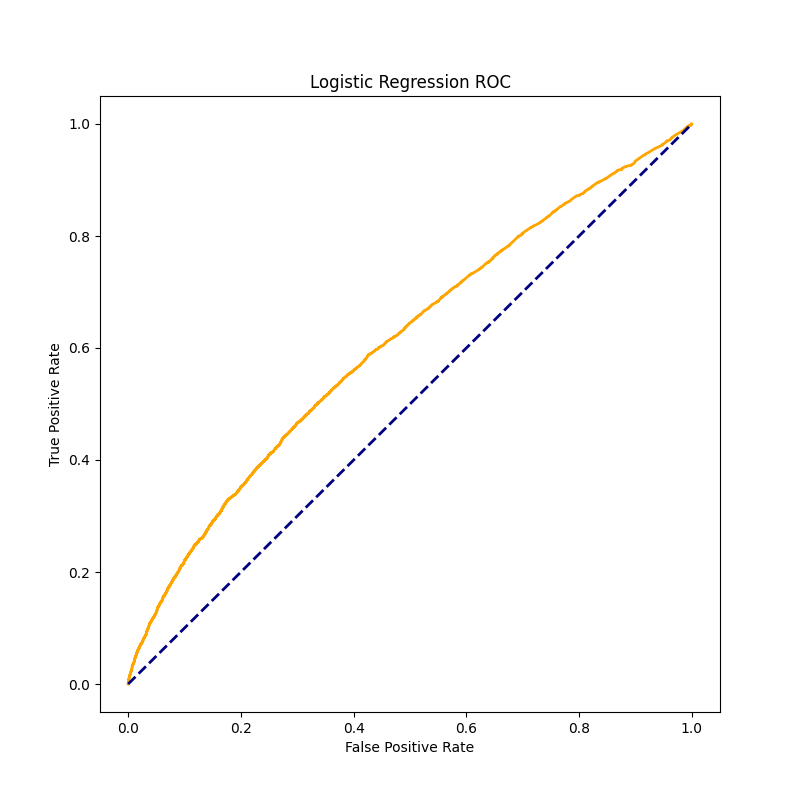 Logistic Regression ROC
True Positive Rate
1.0
0.8
0.6
0.4
0.2
0.0
0.0 0.2 0.4 0.6 0.8 1.0
False Positive Rate